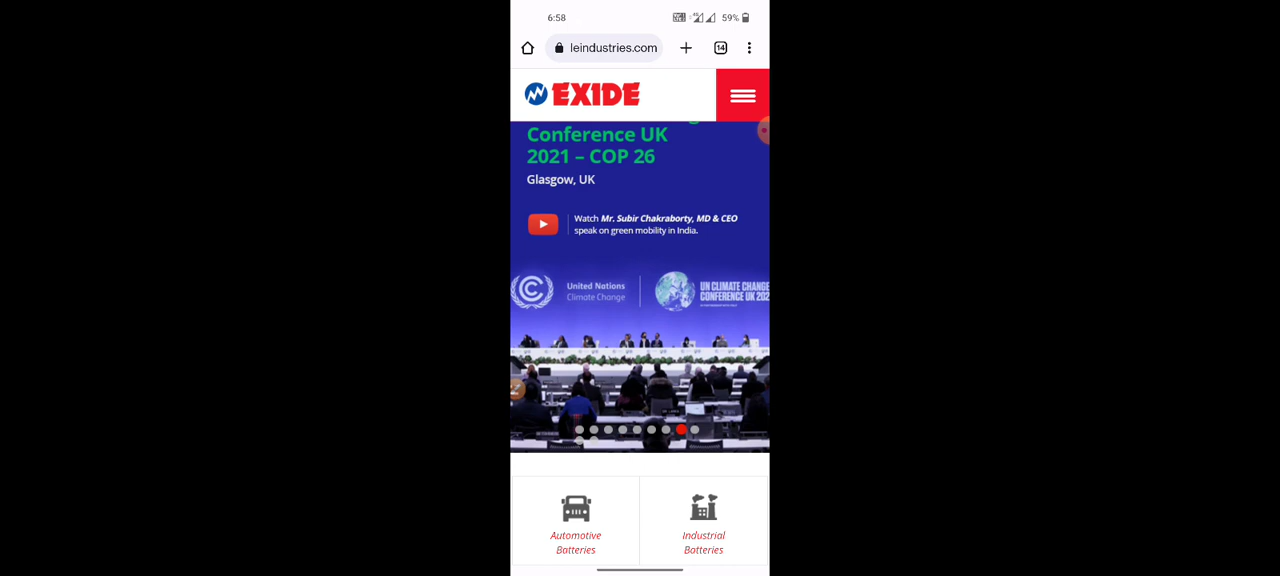 6:58
59%
leindustries.com
14
EXIDE
Conference UK
2021 – COP 26
Glasgow, UK
Watch Mr. Subir Chakraborty, MD & CEO
speak on green mobility in India.
United Nations
Climate Change
UN CLIMATE CHANGE
CONFERENCE UK 202
Automotive
Batteries
Industrial
Batteries